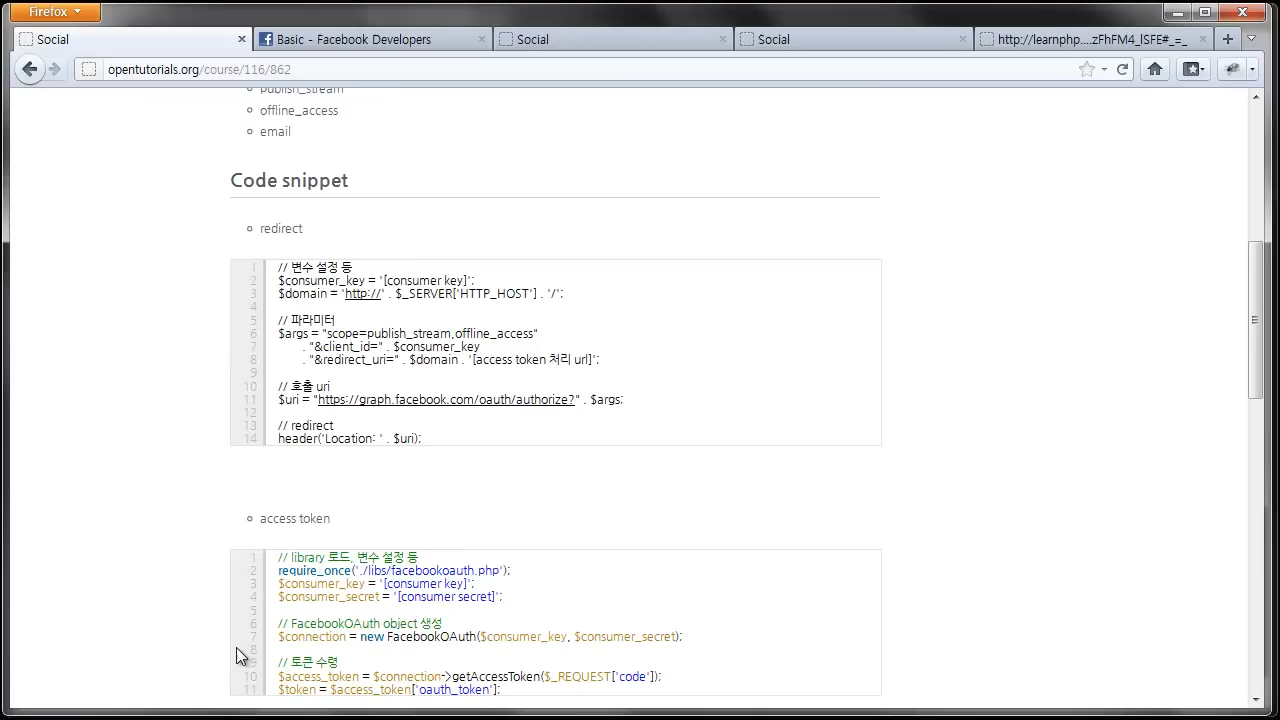 Firefox
Social
Basic - Facebook Developers
Social
Social
http://learnphp....zFhFM4_lSFE#_=_
opentutorials.org/course/116/862
publish_stream
offline_access
email
Code snippet
redirect
1 // 변수 설정 등
2 $consumer_key = '[consumer key]';
3 $domain = 'http://' . $_SERVER['HTTP_HOST'] . '/';
4
5 // 파라미터
6 $args = "scope=publish_stream,offline_access"
7 . "&client_id=" . $consumer_key
8 . "&redirect_uri=" . $domain . '[access token 처리 url]';
9
10 // 호출 uri
11 $uri = "https://graph.facebook.com/oauth/authorize?" . $args;
12
13 // redirect
14 header('Location: ' . $uri);
access token
1 // library 로드, 변수 설정 등
2 require_once('./libs/facebookoauth.php');
3 $consumer_key = '[consumer key]';
4 $consumer_secret = '[consumer secret]';
5
6 // FacebookOAuth object 생성
7 $connection = new FacebookOAuth($consumer_key, $consumer_secret);
8
9 // 토큰 수령
10 $access_token = $connection->getAccessToken($_REQUEST['code']);
11 $token = $access_token['oauth_token'];